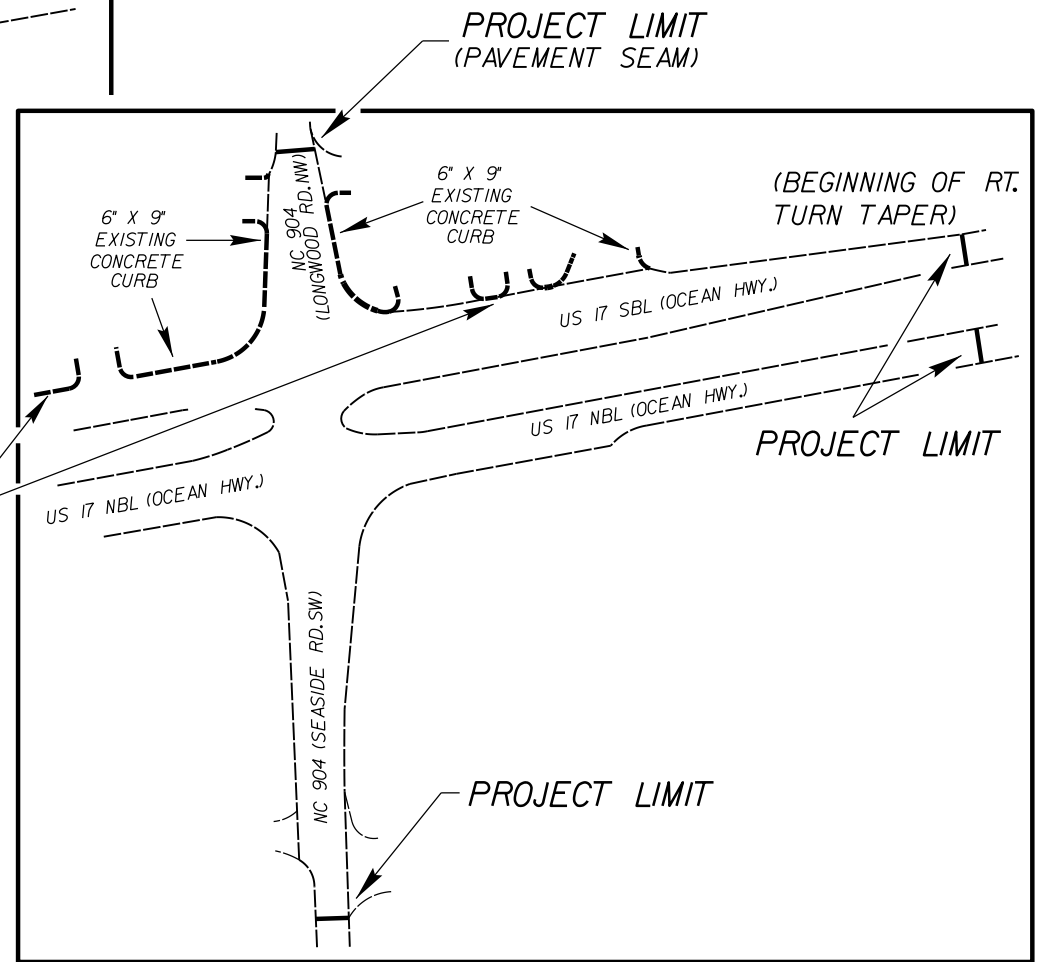 PROJECT LIMIT
(PAVEMENT SEAM)
6" X 9"
EXISTING
CONCRETE
CURB
NC 904
(LONGWOOD RD. NW)
6" X 9"
EXISTING
CONCRETE
CURB
(BEGINNING OF RT.
TURN TAPER)
US 17 SBL (OCEAN HWY.)
US 17 NBL (OCEAN HWY.)
PROJECT LIMIT
US 17 NBL (OCEAN HWY.)
NC 904 (SEASIDE RD. SW)
PROJECT LIMIT